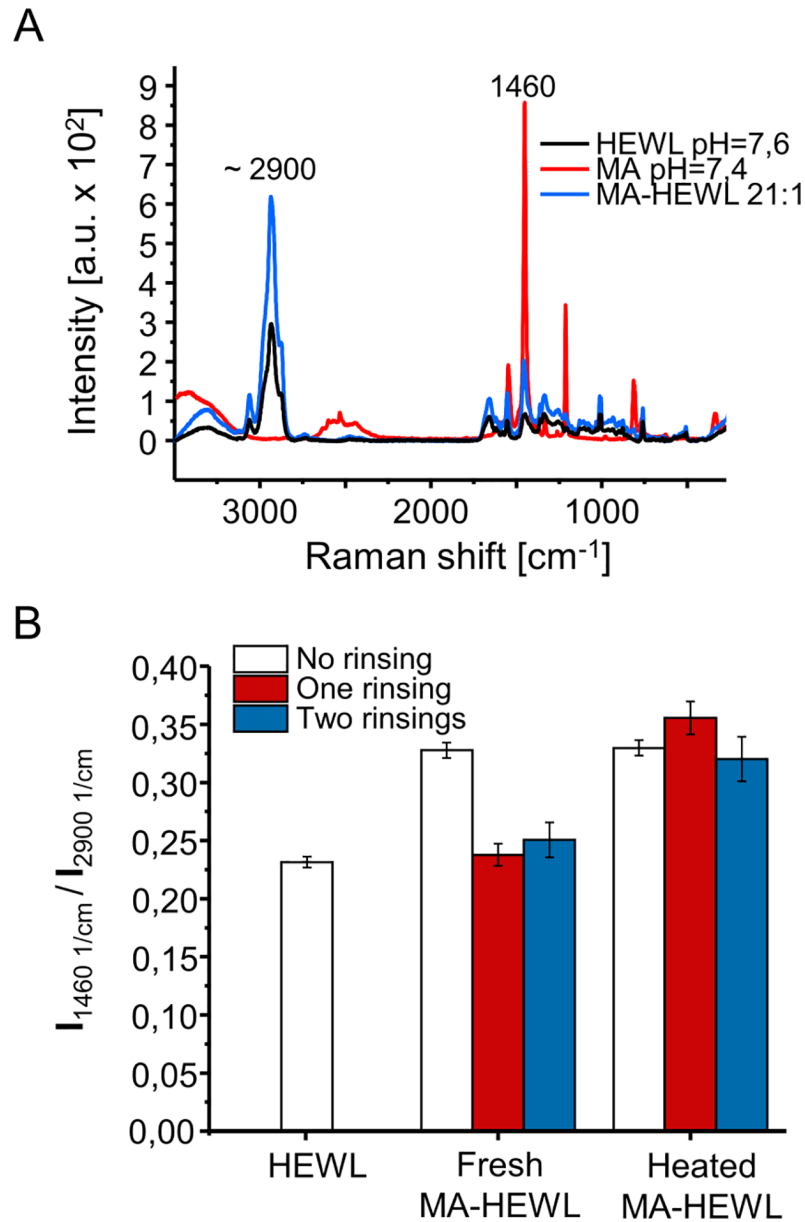 A
Intensity [a.u. x 10²]
9
8
7
6
5
4
3
2
1
0
~ 2900
1460
HEWL pH=7,6
MA pH=7,4
MA-HEWL 21:1
3000
2000
1000
Raman shift [cm⁻¹]
B
I1460 1/cm / I2900 1/cm
0,40
0,35
0,30
0,25
0,20
0,15
0,10
0,05
0,00
No rinsing
One rinsing
Two rinsings
HEWL
Fresh
MA-HEWL
Heated
MA-HEWL